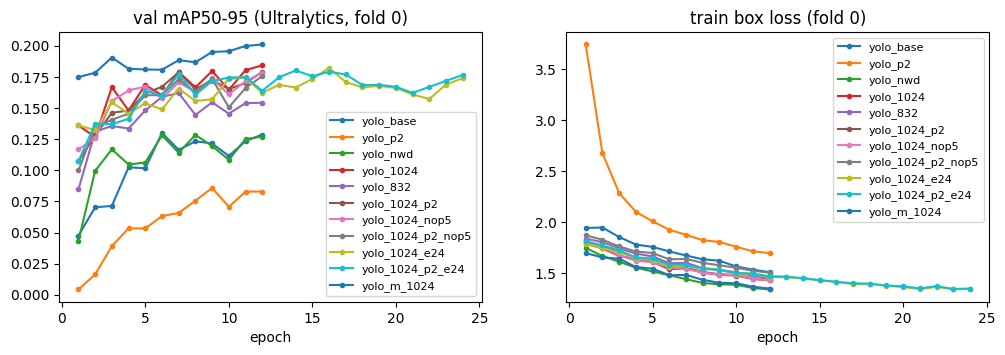 val mAP50-95 (Ultralytics, fold 0)
0.200
0.175
0.150
0.125
0.100
0.075
0.050
0.025
0.000
yolo_base
yolo_p2
yolo_nwd
yolo_1024
yolo_832
yolo_1024_p2
yolo_1024_nop5
yolo_1024_p2_nop5
yolo_1024_e24
yolo_1024_p2_e24
yolo_m_1024
0 5 10 15 20 25
epoch
train box loss (fold 0)
3.5
3.0
2.5
2.0
1.5
yolo_base
yolo_p2
yolo_nwd
yolo_1024
yolo_832
yolo_1024_p2
yolo_1024_nop5
yolo_1024_p2_nop5
yolo_1024_e24
yolo_1024_p2_e24
yolo_m_1024
0 5 10 15 20 25
epoch